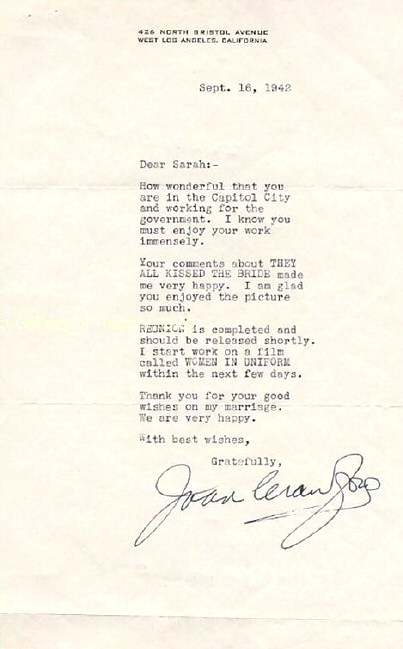 426 NORTH BRISTOL AVENUE
WEST LOS ANGELES, CALIFORNIA
Sept. 16, 1942
Dear Sarah:-
How wonderful that you
are in the Capitol City
and working for the
government. I know you
must enjoy your work
immensely.
Your comments about THEY
ALL KISSED THE BRIDE made
me very happy. I am glad
you enjoyed the picture
so much.
REUNION is completed and
should be released shortly.
I start work on a film
called WOMEN IN UNIFORM
within the next few days.
Thank you for your good
wishes on my marriage.
We are very happy.
With best wishes,
Gratefully,
Joan Crawford